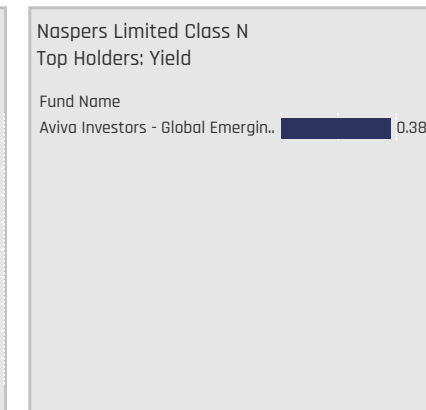 Naspers Limited Class N
Top Holders: Yield
Fund Name
Aviva Investors - Global Emergin.. 0.38